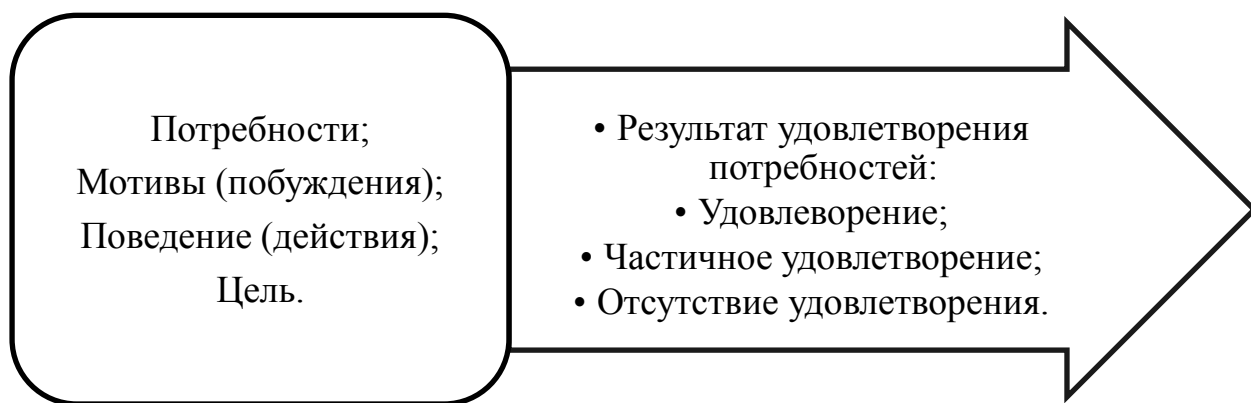 Потребности;
Мотивы (побуждения);
Поведение (действия);
Цель.
• Результат удовлетворения
потребностей:
• Удовлеворение;
• Частичное удовлетворение;
• Отсутствие удовлетворения.